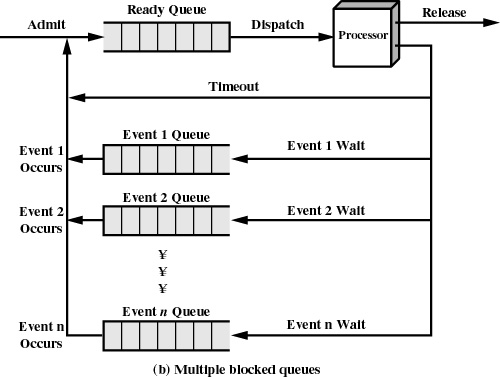 Ready Queue
Admit
Dispatch
Release
Processor
Timeout
Event 1 Queue
Event 1
Occurs
Event 1 Wait
Event 2 Queue
Event 2
Occurs
Event 2 Wait
¥
¥
¥
Event n Queue
Event n
Occurs
Event n Wait
(b) Multiple blocked queues